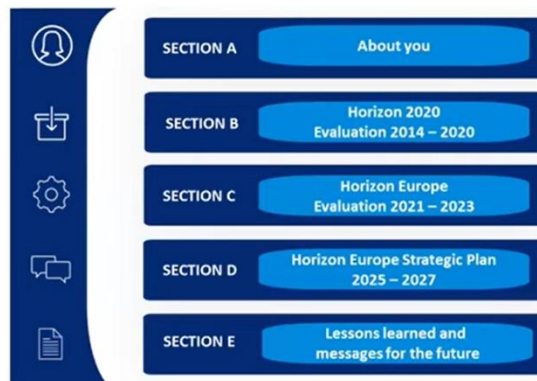 SECTION A
About you
SECTION B
Horizon 2020
Evaluation 2014 – 2020
SECTION C
Horizon Europe
Evaluation 2021 – 2023
SECTION D
Horizon Europe Strategic Plan
2025 – 2027
SECTION E
Lessons learned and
messages for the future